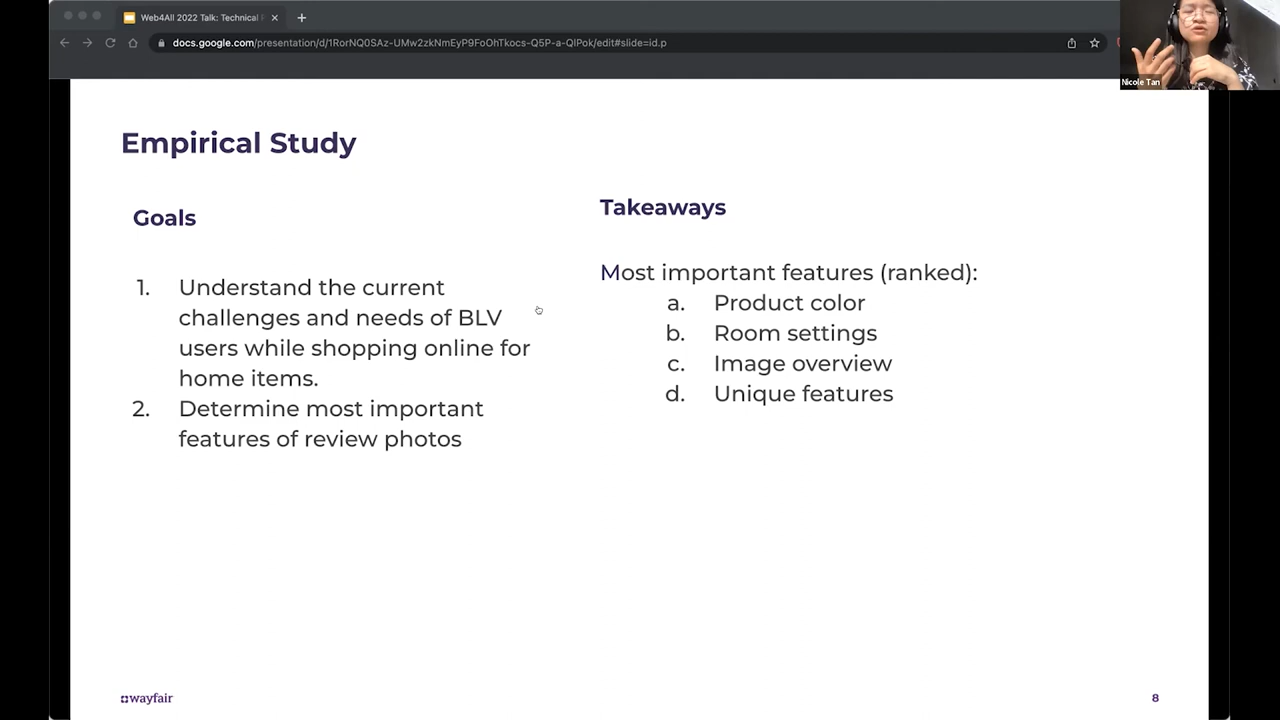 Web4All 2022 Talk: Technical
docs.google.com/presentation/d/1RorNQ0SAz-UMw2zkNmEyP9FoOhTkocs-Q5P-a-QlPok/edit#slide=id.p
Nicole Tan
Empirical Study
Goals
1. Understand the current
challenges and needs of BLV
users while shopping online for
home items.
2. Determine most important
features of review photos
Takeaways
Most important features (ranked):
a. Product color
b. Room settings
c. Image overview
d. Unique features
wayfair
8